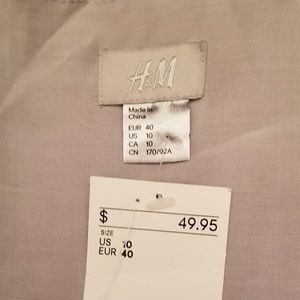 H&M
Made in
China
EUR 40
US 10
CA 10
CN 170/92A
$ 49.95
SIZE
US 10
EUR 40